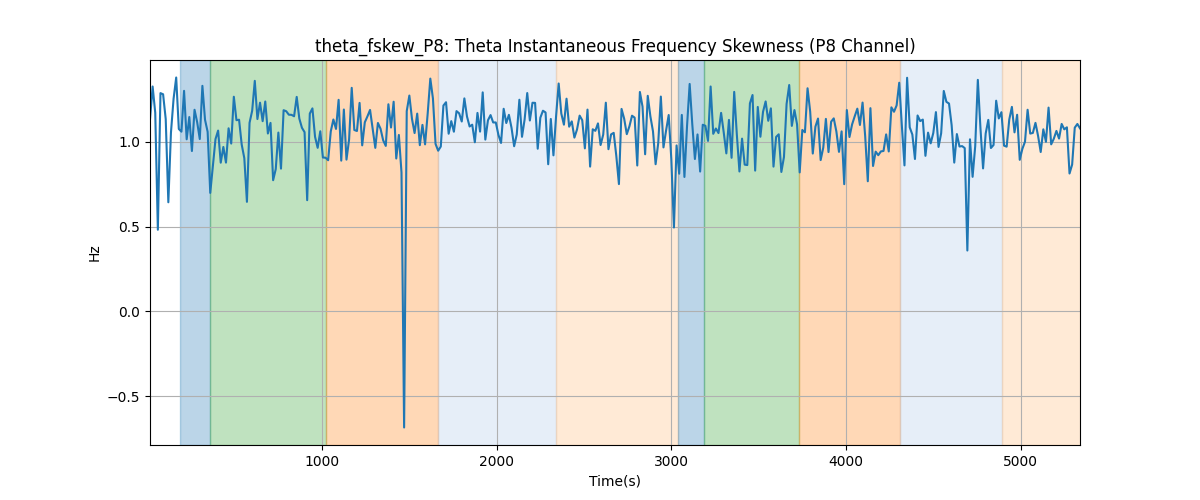 theta_fskew_P8: Theta Instantaneous Frequency Skewness (P8 Channel)
1.0
0.5
0.0
−0.5
Hz
1000 2000 3000 4000 5000
Time(s)